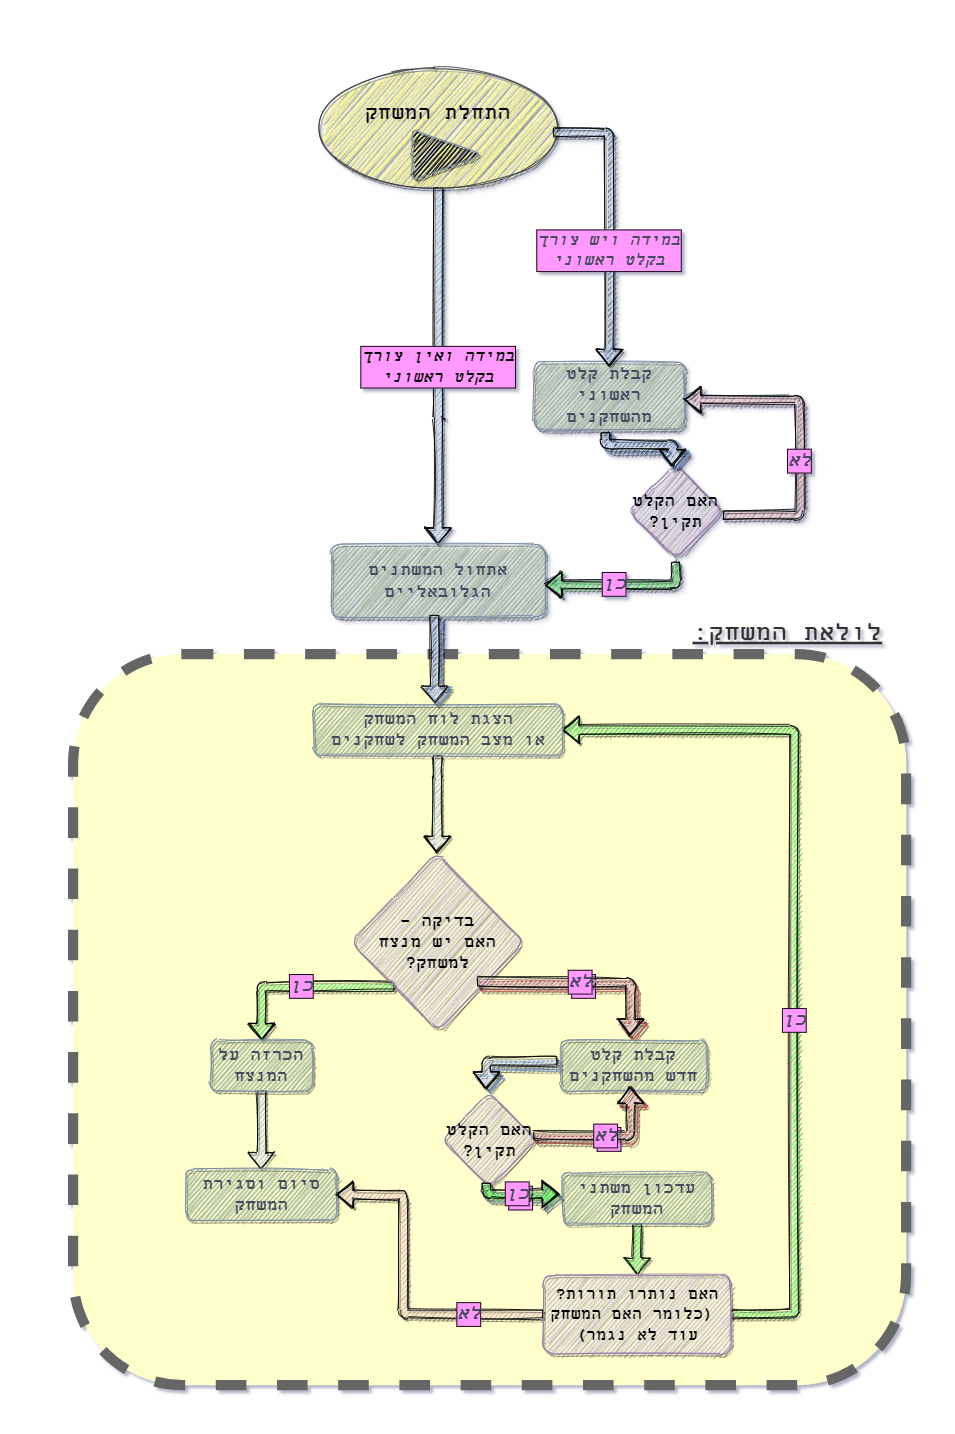 התחלת המשחק
במידה ויש צורך
בקלט ראשוני
במידה ואין צורך
בקלט ראשוני
קבלת קלט
ראשוני
מהשחקנים
לא
האם הקלט
תקין?
כן
אתחול המשתנים
הגלובאליים
לולאת המשחק:
הצגת לוח המשחק
או מצב המשחק לשחקנים
בדיקה -
האם יש מנצח
למשחק?
לא
כן
כן
קבלת קלט
חדש מהשחקנים
הכרזה על
המנצח
האם הקלט
תקין?
לא
עדכון משתני
המשחק
כן
סיום וסגירת
המשחק
האם נותרו תורות?
(כלומר האם המשחק
עוד לא נגמר)
לא